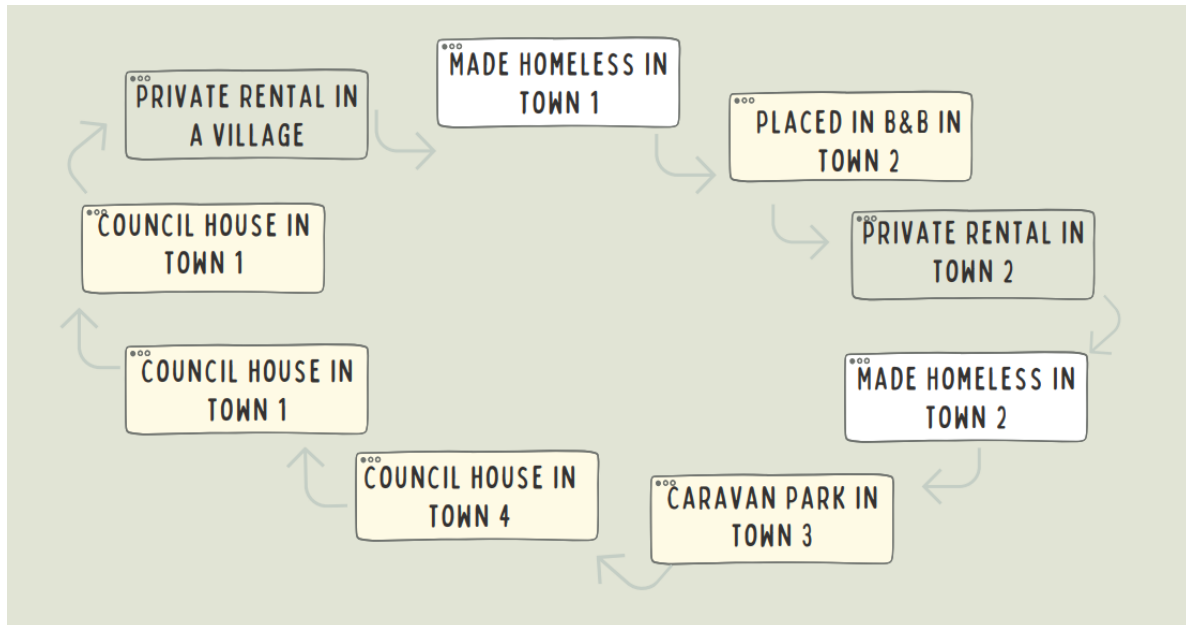 PRIVATE RENTAL IN
A VILLAGE
MADE HOMELESS IN
TOWN 1
PLACED IN B&B IN
TOWN 2
PRIVATE RENTAL IN
TOWN 2
MADE HOMELESS IN
TOWN 2
CARAVAN PARK IN
TOWN 3
COUNCIL HOUSE IN
TOWN 4
COUNCIL HOUSE IN
TOWN 1
COUNCIL HOUSE IN
TOWN 1